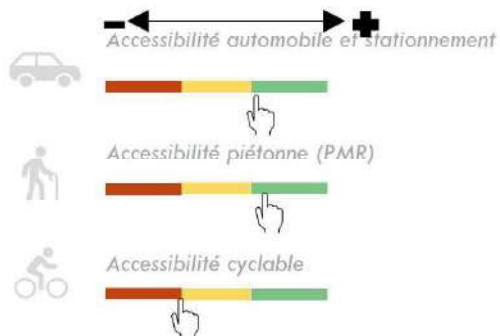 Accessibilité automobile et stationnement
Accessibilité piétonne (PMR)
Accessibilité cyclable